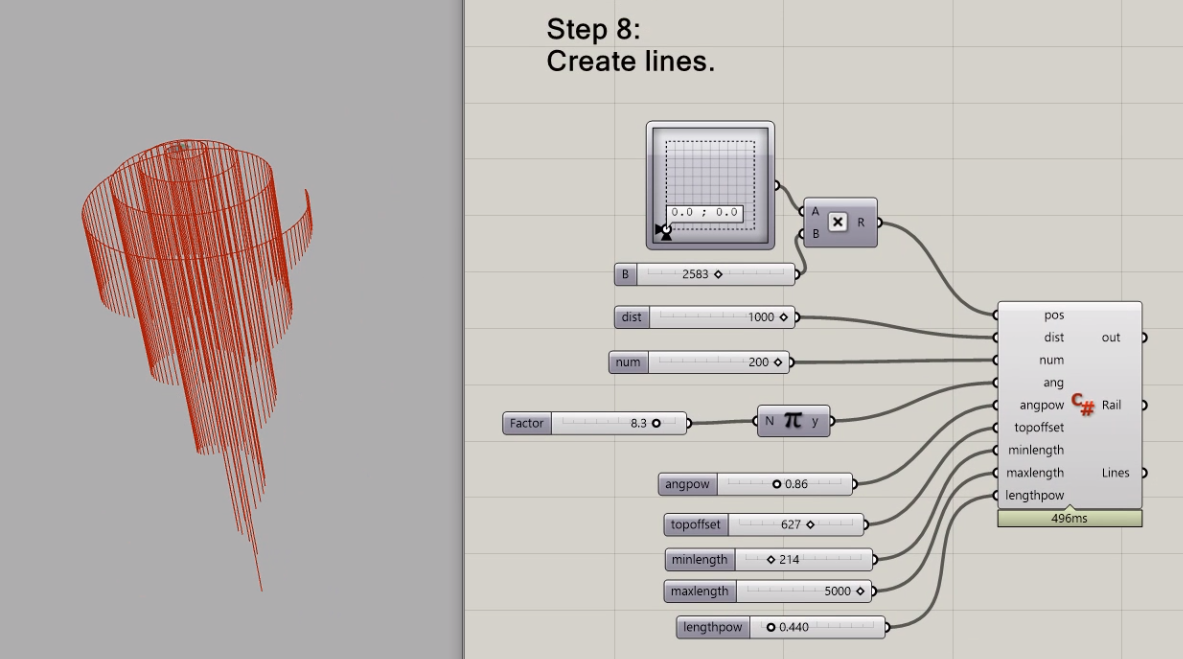 Step 8:
Create lines.
0.0 ; 0.0
A
B
R
B 2583
dist 1000
num 200
Factor 8.3
N π y
angpow 0.86
topoffset 627
minlength 214
maxlength 5000
lengthpow 0.440
pos
dist out
num
ang
angpow C# Rail
topoffset
minlength
maxlength Lines
lengthpow
496ms